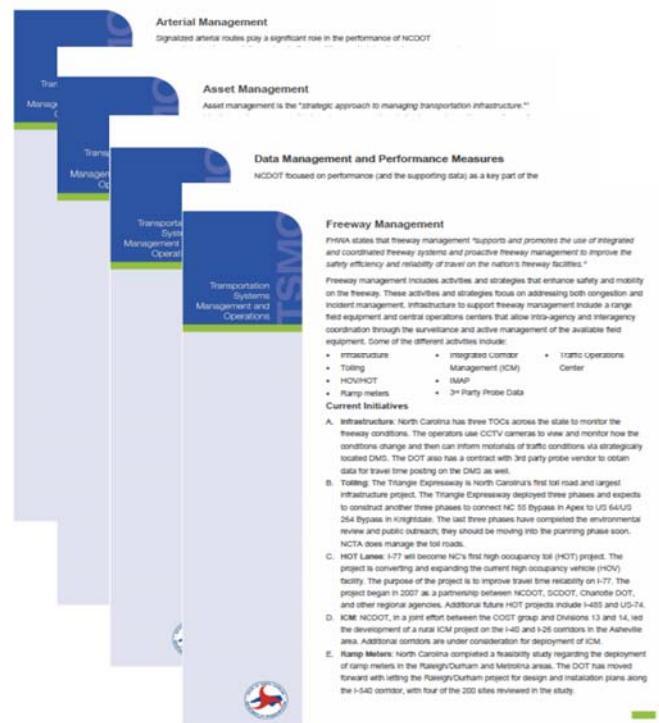 Arterial Management
Signalized arterial routes play a significant role in the performance of NCDOT
Asset Management
Asset management is the "strategic approach to managing transportation infrastructure."
Data Management and Performance Measures
NCDOT focused on performance (and the supporting data) as a key part of the
Transportation
Systems
Management and
Operations
TSMO
Freeway Management
FHWA states that freeway management "supports and promotes the use of integrated
and coordinated freeway systems and proactive freeway management to improve the
safety efficiency and reliability of travel on the nation's freeway facilities."
Freeway management includes activities and strategies that enhance safety and mobility
on the freeway. These activities and strategies focus on addressing both congestion and
incident management. Infrastructure to support freeway management include a range
field equipment and central operations centers that allow intra-agency and interagency
coordination through the surveillance and active management of the available field
equipment. Some of the different activities include:
• Infrastructure
• Tolling
• HOV/HOT
• Ramp meters
• Integrated Corridor
Management (ICM)
• IMAP
• 3rd Party Probe Data
• Traffic Operations
Center
Current Initiatives
A. Infrastructure: North Carolina has three TOCs across the state to monitor the
freeway conditions. The operators use CCTV cameras to view and monitor how the
conditions change and then can inform motorists of traffic conditions via strategically
located DMS. The DOT also has a contract with 3rd party probe vendor to obtain
data for travel time posting on the DMS as well.
B. Tolling: The Triangle Expressway is North Carolina's first toll road and largest
infrastructure project. The Triangle Expressway deployed three phases and expects
to construct another three phases to connect NC 55 Bypass in Apex to US 64/US
264 Bypass in Knightdale. The last three phases have completed the environmental
review and public outreach; they should be moving into the planning phase soon.
NCTA does manage the toll roads.
C. HOT Lanes: I-77 will become NC's first high occupancy toll (HOT) project. The
project is converting and expanding the current high occupancy vehicle (HOV)
facility. The purpose of the project is to improve travel time reliability on I-77. The
project began in 2007 as a partnership between NCDOT, SCDOT, Charlotte DOT,
and other regional agencies. Additional future HOT projects include I-485 and US-74.
D. ICM: NCDOT, in a joint effort between the COST group and Divisions 13 and 14, led
the development of a rural ICM project on the I-40 and I-26 corridors in the Asheville
area. Additional corridors are under consideration for deployment of ICM.
E. Ramp Meters: North Carolina completed a feasibility study regarding the deployment
of ramp meters in the Raleigh/Durham and Metrolina areas. The DOT has moved
forward with letting the Raleigh/Durham project for design and installation plans along
the I-540 corridor, with four of the 200 sites reviewed in the study.